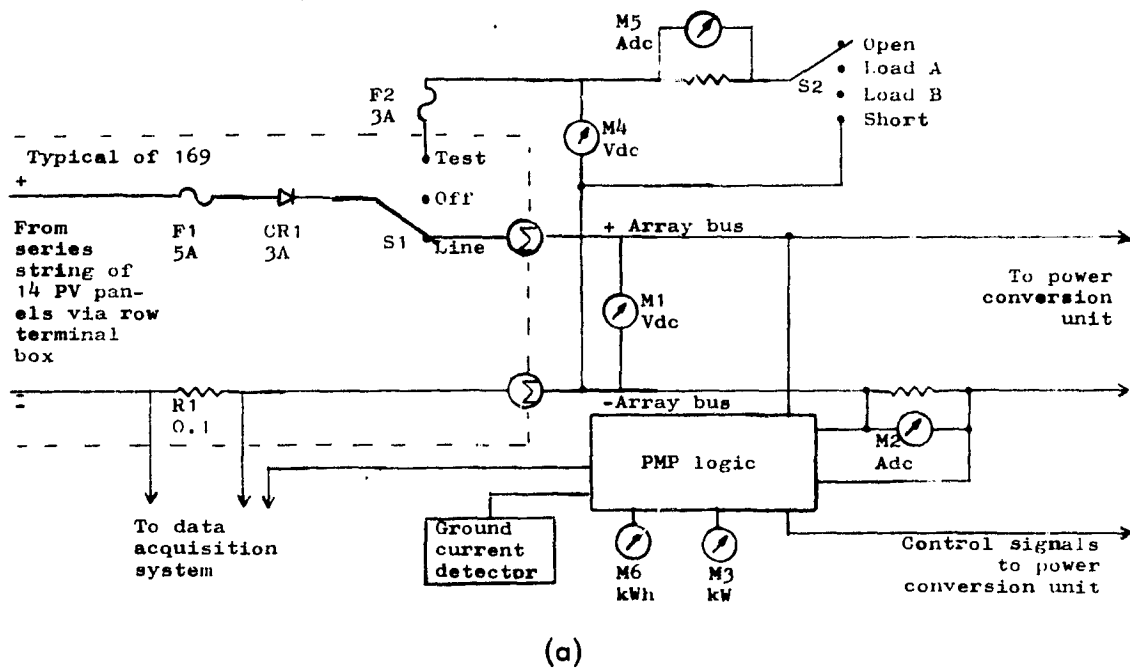 M5
Adc
Open
Load A
Load B
Short
S2
F2
3A
M4
Vdc
Typical of 169
Test
Off
+
F1
5A
CR1
3A
S1
Line
Σ
+ Array bus
From
series
string of
14 PV pan-
els via row
terminal
box
M1
Vdc
To power
conversion
unit
-
R1
0.1
Σ
-Array bus
M2
Adc
PMP logic
To data
acquisition
system
Ground
current
detector
M6
kWh
M3
kW
Control signals
to power
conversion unit
(a)